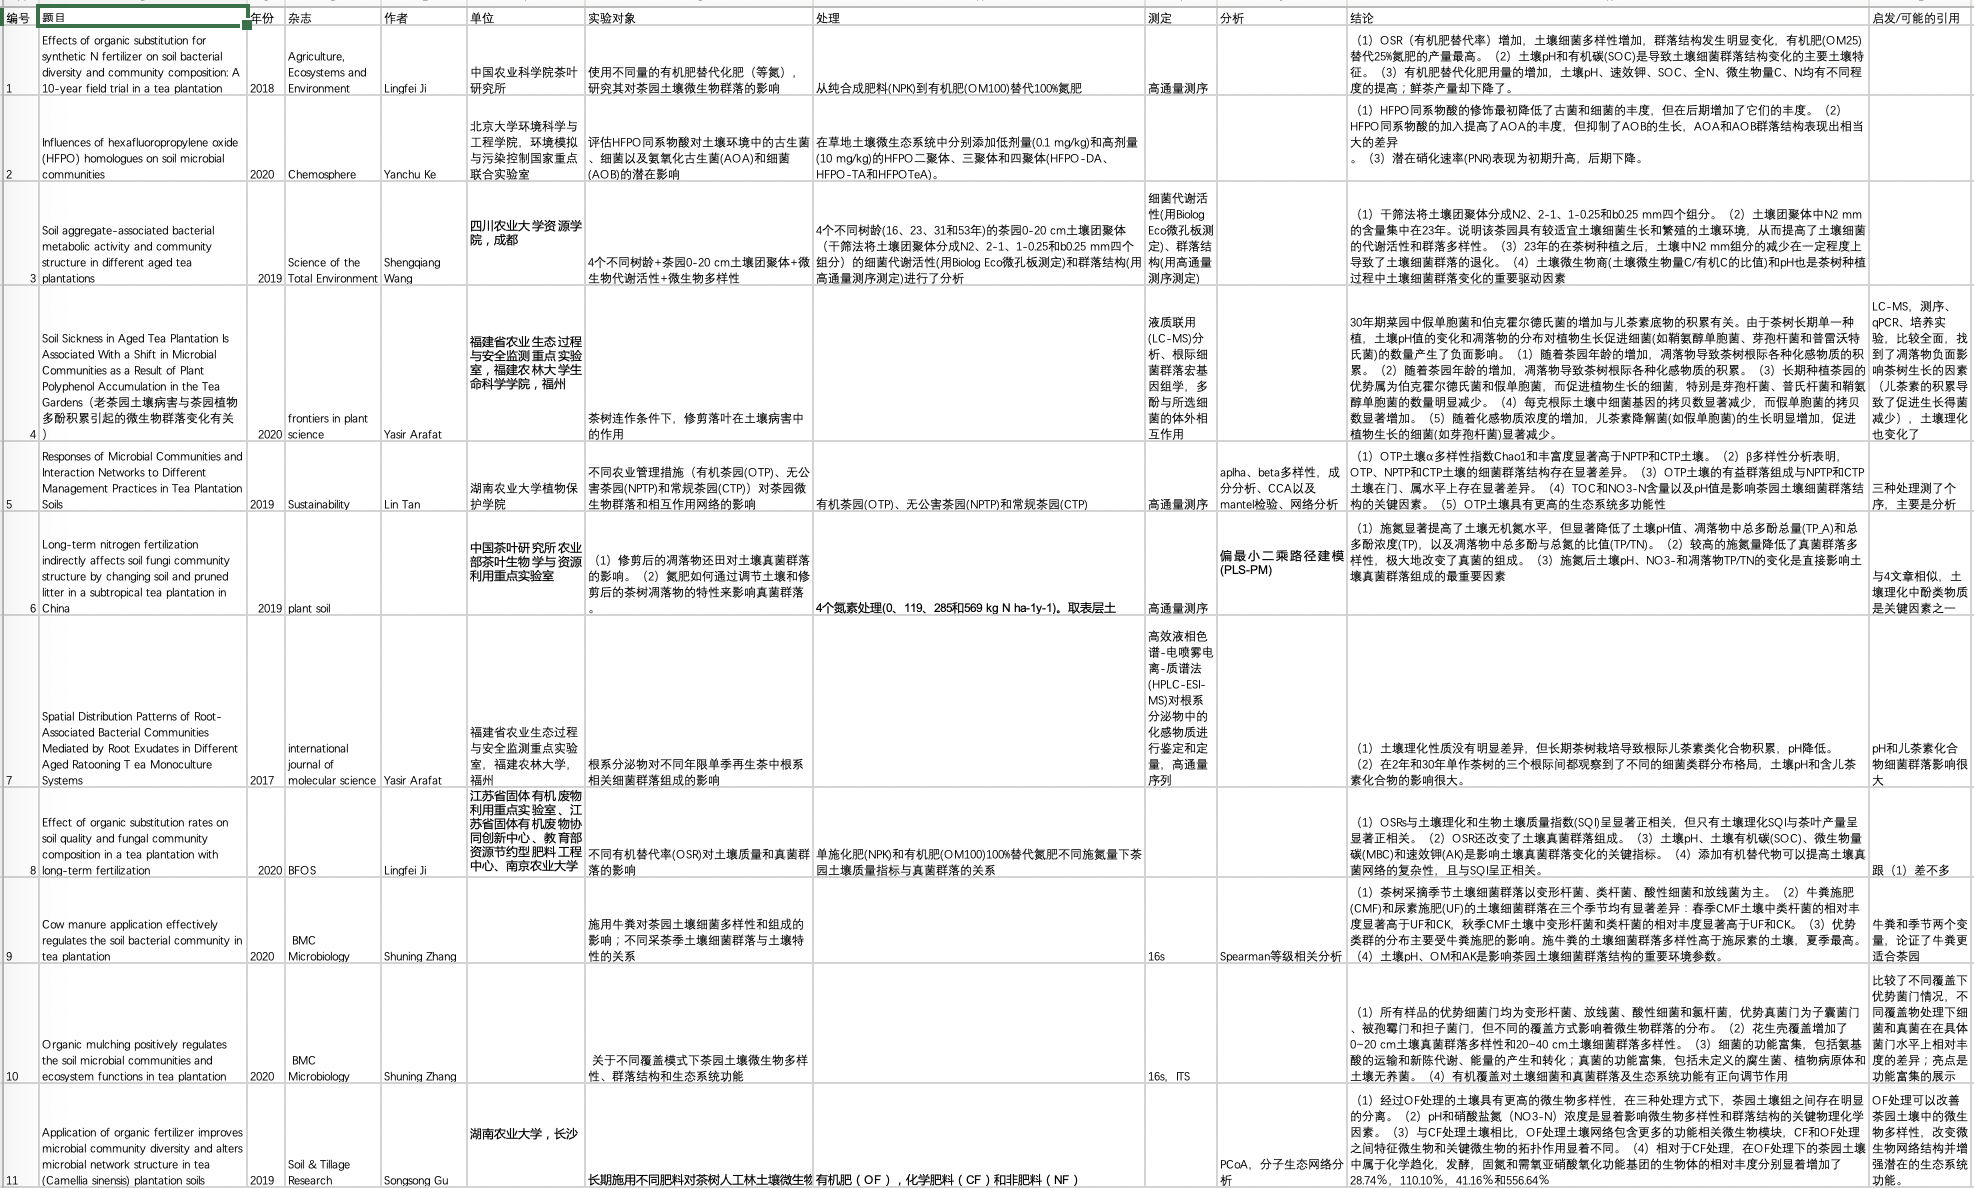 编号 题目 年份 杂志 作者 单位 实验对象 处理 测定 分析 结论 启发/可能的引用
1
Effects of organic substitution for
synthetic N fertilizer on soil bacterial
diversity and community composition: A
10-year field trial in a tea plantation
2018
Agriculture,
Ecosystems and
Environment
Lingfei Ji
中国农业科学院茶叶
研究所
使用不同量的有机肥替代化肥（等氮），
研究其对茶园土壤微生物群落的影响
从纯合成肥料(NPK)到有机肥(OM100)替代100%氮肥
高通量测序
（1）OSR（有机肥替代率）增加，土壤细菌多样性增加，群落结构发生明显变化，有机肥(OM25)
替代25%氮肥的产量最高。（2）土壤pH和有机碳(SOC)是导致土壤细菌群落结构变化的主要土壤特
征。（3）有机肥替代化肥用量的增加，土壤pH、速效钾、SOC、全N、微生物量C、N均有不同程
度的提高；鲜茶产量却下降了。
2
Influences of hexafluoropropylene oxide
(HFPO) homologues on soil microbial
communities
2020
Chemosphere
Yanchu Ke
北京大学环境科学与
工程学院，环境模拟
与污染控制国家重点
联合实验室
评估HFPO同系物酸对土壤环境中的古生菌
、细菌以及氨氧化古生菌(AOA)和细菌
(AOB)的潜在影响
在草地土壤微生态系统中分别添加低剂量(0.1 mg/kg)和高剂量
(10 mg/kg)的HFPO二聚体、三聚体和四聚体(HFPO-DA、
HFPO-TA和HFPOTeA)。
（1）HFPO同系物酸的修饰最初降低了古菌和细菌的丰度，但在后期增加了它们的丰度。（2）
HFPO同系物酸的加入提高了AOA的丰度，但抑制了AOB的生长，AOA和AOB群落结构表现出相当
大的差异
。（3）潜在硝化速率(PNR)表现为初期升高，后期下降。
3
Soil aggregate-associated bacterial
metabolic activity and community
structure in different aged tea
plantations
2019
Science of the
Total Environment
Shengqiang
Wang
四川农业大学资源学
院，成都
4个不同树龄+茶园0-20 cm土壤团聚体+微
生物代谢活性+微生物多样性
4个不同树龄(16、23、31和53年)的茶园0-20 cm土壤团聚体
（干筛法将土壤团聚体分成N2、2-1、1-0.25和b0.25 mm四个
组分）的细菌代谢活性(用Biolog Eco微孔板测定)和群落结构(用
高通量测序测定)进行了分析
细菌代谢活
性(用Biolog
Eco微孔板测
定)、群落结
构(用高通量
测序测定)
（1）干筛法将土壤团聚体分成N2、2-1、1-0.25和b0.25 mm四个组分。（2）土壤团聚体中N2 mm
的含量集中在23年。说明该茶园具有较适宜土壤细菌生长和繁殖的土壤环境，从而提高了土壤细菌
的代谢活性和群落多样性。（3）23年的在茶树种植之后，土壤中N2 mm组分的减少在一定程度上
导致了土壤细菌群落的退化。（4）土壤微生物商(土壤微生物量C/有机C的比值)和pH也是茶树种植
过程中土壤细菌群落变化的重要驱动因素
4
Soil Sickness in Aged Tea Plantation Is
Associated With a Shift in Microbial
Communities as a Result of Plant
Polyphenol Accumulation in the Tea
Gardens（老茶园土壤病害与茶园植物
多酚积累引起的微生物群落变化有关
）
2020
frontiers in plant
science
Yasir Arafat
福建省农业生态过程
与安全监测重点实验
室，福建农林大学生
命科学学院，福州
茶树连作条件下，修剪落叶在土壤病害中
的作用
液质联用
(LC-MS)分
析、根际细
菌群落宏基
因组学，多
酚与所选细
菌的体外相
互作用
30年期菜园中假单胞菌和伯克霍尔德氏菌的增加与儿茶素底物的积累有关。由于茶树长期单一种
植，土壤pH值的变化和凋落物的分布对植物生长促进细菌(如鞘氨醇单胞菌、芽孢杆菌和普雷沃特
氏菌)的数量产生了负面影响。（1）随着茶园年龄的增加，凋落物导致茶树根际各种化感物质的积
累。（2）随着茶园年龄的增加，凋落物导致茶树根际各种化感物质的积累。（3）长期种植茶园的
优势属为伯克霍尔德氏菌和假单胞菌，而促进植物生长的细菌，特别是芽孢杆菌、普氏杆菌和鞘氨
醇单胞菌的数量明显减少。（4）每克根际土壤中细菌基因的拷贝数显著减少，而假单胞菌的拷贝
数显著增加。（5）随着化感物质浓度的增加，儿茶素降解菌(如假单胞菌)的生长明显增加，促进
植物生长的细菌(如芽孢杆菌)显著减少。
LC-MS，测序、
qPCR、培养实
验，比较全面，找
到了凋落物负面影
响茶树生长的因素
（儿茶素的积累导
致了促进生长得菌
减少），土壤理化
也变化了
5
Responses of Microbial Communities and
Interaction Networks to Different
Management Practices in Tea Plantation
Soils
2019
Sustainability
Lin Tan
湖南农业大学植物保
护学院
不同农业管理措施（有机茶园(OTP)、无公
害茶园(NPTP)和常规茶园(CTP)）对茶园微
生物群落和相互作用网络的影响
有机茶园(OTP)、无公害茶园(NPTP)和常规茶园(CTP)
高通量测序
aplha、beta多样性，成
分分析、CCA以及
mantel检验、网络分析
（1）OTP土壤α多样性指数Chao1和丰富度显著高于NPTP和CTP土壤。（2）β多样性分析表明，
OTP、NPTP和CTP土壤的细菌群落结构存在显著差异。（3）OTP土壤的有益群落组成与NPTP和CTP
土壤在门、属水平上存在显著差异。（4）TOC和NO3-N含量以及pH值是影响茶园土壤细菌群落结
构的关键因素。（5）OTP土壤具有更高的生态系统多功能性
三种处理测了个
序，主要是分析
6
Long-term nitrogen fertilization
indirectly affects soil fungi community
structure by changing soil and pruned
litter in a subtropical tea plantation in
China
2019
plant soil
中国茶叶研究所农业
部茶叶生物学与资源
利用重点实验室
（1）修剪后的凋落物还田对土壤真菌群落
的影响。（2）氮肥如何通过调节土壤和修
剪后的茶树凋落物的特性来影响真菌群落
。
4个氮素处理(0、119、285和569 kg N ha-1y-1)。取表层土
高通量测序
偏最小二乘路径建模
(PLS-PM)
（1）施氮显著提高了土壤无机氮水平，但显著降低了土壤pH值、凋落物中总多酚总量(TP_A)和总
多酚浓度(TP)，以及凋落物中总多酚与总氮的比值(TP/TN)。（2）较高的施氮量降低了真菌群落多
样性，极大地改变了真菌的组成。（3）施氮后土壤pH、NO3-和凋落物TP/TN的变化是直接影响土
壤真菌群落组成的最重要因素
与4文章相似，土
壤理化中酚类物质
是关键因素之一
7
Spatial Distribution Patterns of Root-
Associated Bacterial Communities
Mediated by Root Exudates in Different
Aged Ratooning T ea Monoculture
Systems
2017
international
journal of
molecular science
Yasir Arafat
福建省农业生态过程
与安全监测重点实验
室，福建农林大学，
福州
根系分泌物对不同年限单季再生茶中根系
相关细菌群落组成的影响
高效液相色
谱-电喷雾电
离-质谱法
(HPLC-ESI-
MS)对根系
分泌物中的
化感物质进
行鉴定和定
量，高通量
序列
（1）土壤理化性质没有明显差异，但长期茶树栽培导致根际儿茶素类化合物积累，pH降低。
（2）在2年和30年单作茶树的三个根际间都观察到了不同的细菌类群分布格局，土壤pH和含儿茶
素化合物的影响很大。
pH和儿茶素化合
物细菌群落影响很
大
8
Effect of organic substitution rates on
soil quality and fungal community
composition in a tea plantation with
long-term fertilization
2020
BFOS
Lingfei Ji
江苏省固体有机废物
利用重点实验室、江
苏省固体有机废物协
同创新中心、教育部
资源节约型肥料工程
中心、南京农业大学
不同有机替代率(OSR)对土壤质量和真菌群
落的影响
单施化肥(NPK)和有机肥(OM100)100%替代氮肥不同施氮量下茶
园土壤质量指标与真菌群落的关系
（1）OSRs与土壤理化和生物土壤质量指数(SQI)呈显著正相关，但只有土壤理化SQI与茶叶产量呈
显著正相关。（2）OSR还改变了土壤真菌群落组成。（3）土壤pH、土壤有机碳(SOC)、微生物量
碳(MBC)和速效钾(AK)是影响土壤真菌群落变化的关键指标。（4）添加有机替代物可以提高土壤真
菌网络的复杂性，且与SQI呈正相关。
跟（1）差不多
9
Cow manure application effectively
regulates the soil bacterial community in
tea plantation
2020
BMC
Microbiology
Shuning Zhang
施用牛粪对茶园土壤细菌多样性和组成的
影响；不同采茶季土壤细菌群落与土壤特
性的关系
16s
Spearman等级相关分析
（1）茶树采摘季节土壤细菌群落以变形杆菌、类杆菌、酸性细菌和放线菌为主。（2）牛粪施肥
(CMF)和尿素施肥(UF)的土壤细菌群落在三个季节均有显著差异：春季CMF土壤中类杆菌的相对丰
度显著高于UF和CK，秋季CMF土壤中变形杆菌和类杆菌的相对丰度显著高于UF和CK。（3）优势
类群的分布主要受牛粪施肥的影响。施牛粪的土壤细菌群落多样性高于施尿素的土壤，夏季最高。
（4）土壤pH、OM和AK是影响茶园土壤细菌群落结构的重要环境参数。
牛粪和季节两个变
量，论证了牛粪更
适合茶园
10
Organic mulching positively regulates
the soil microbial communities and
ecosystem functions in tea plantation
2020
BMC
Microbiology
Shuning Zhang
关于不同覆盖模式下茶园土壤微生物多样
性、群落结构和生态系统功能
16s，ITS
（1）所有样品的优势细菌门均为变形杆菌、放线菌、酸性细菌和氯杆菌，优势真菌门为子囊菌门
、被孢霉门和担子菌门，但不同的覆盖方式影响着微生物群落的分布。（2）花生壳覆盖增加了
0~20 cm土壤真菌群落多样性和20~40 cm土壤细菌群落多样性。（3）细菌的功能富集，包括氨基
酸的运输和新陈代谢、能量的产生和转化；真菌的功能富集，包括未定义的腐生菌、植物病原体和
土壤无养菌。（4）有机覆盖对土壤细菌和真菌群落及生态系统功能有正向调节作用
比较了不同覆盖下
优势菌门情况，不
同覆盖物处理下细
菌和真菌在在具体
菌门水平上相对丰
度的差异；亮点是
功能富集的展示
11
Application of organic fertilizer improves
microbial community diversity and alters
microbial network structure in tea
(Camellia sinensis) plantation soils
2019
Soil & Tillage
Research
Songsong Gu
湖南农业大学，长沙
长期施用不同肥料对茶树人工林土壤微生物
有机肥（OF），化学肥料（CF）和非肥料（NF）
PCoA，分子生态网络分
析
（1）经过OF处理的土壤具有更高的微生物多样性，在三种处理方式下，茶园土壤组之间存在明显
的分离。（2）pH和硝酸盐氮（NO3-N）浓度是显着影响微生物多样性和群落结构的关键物理化学
因素。（3）与CF处理土壤相比，OF处理土壤网络包含更多的功能相关微生物模块，CF和OF处理
之间特征微生物和关键微生物的拓扑作用显着不同。（4）相对于CF处理，在OF处理下的茶园土壤
中属于化学趋化，发酵，固氮和需氧亚硝酸氧化功能基团的生物体的相对丰度分别显着增加了
28.74%，110.10%，41.16%和556.64%
OF处理可以改善
茶园土壤中的微生
物多样性，改变微
生物网络结构并增
强潜在的生态系统
功能。